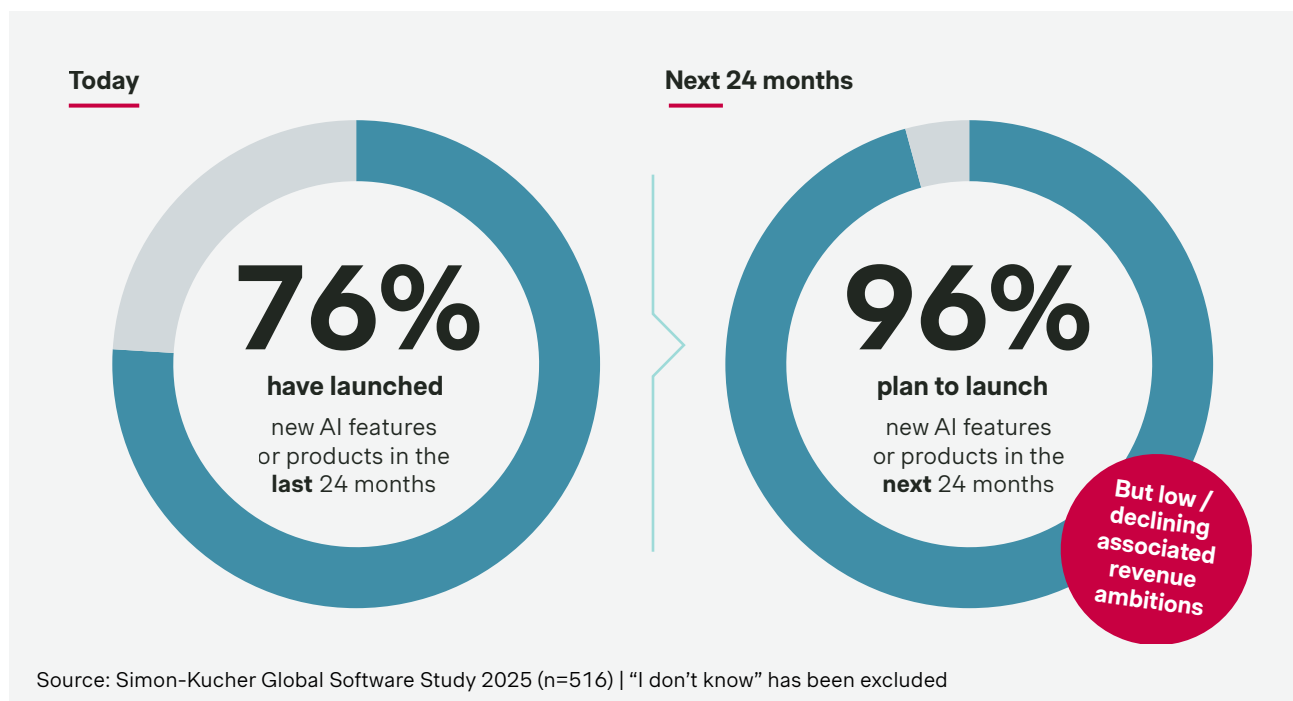 Today
76%
have launched
new AI features
or products in the
last 24 months
Next 24 months
96%
plan to launch
new AI features
or products in the
next 24 months
But low /
declining
associated
revenue
ambitions
Source: Simon-Kucher Global Software Study 2025 (n=516) | “I don’t know” has been excluded